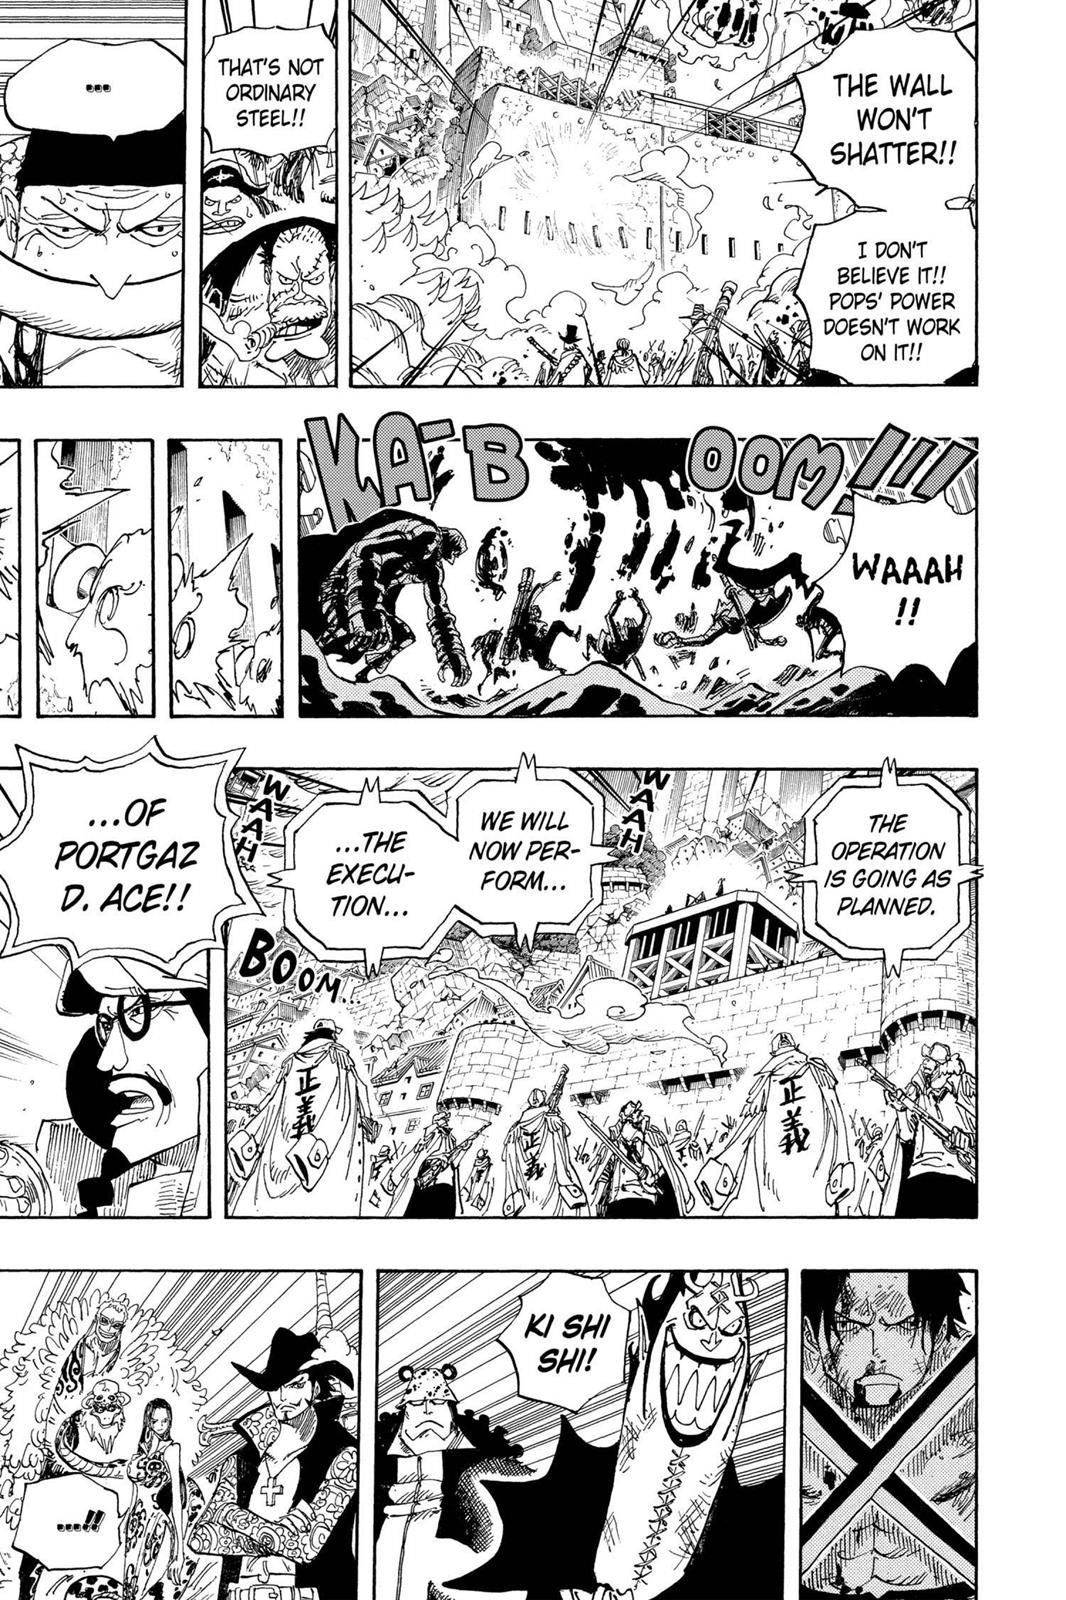 THE WALL
WON'T
SHATTER!!
I DON'T
BELIEVE IT!!
POPS' POWER
DOESN'T WORK
ON IT!!
THAT'S NOT
ORDINARY
STEEL!!
...
KA-BOOM!!!
WAAAH
!!
THE
OPERATION
IS GOING AS
PLANNED.
WAAH
WE WILL
NOW PER-
FORM...
...THE
EXECU-
TION...
WAAH
BOOM...
正義
正義
正義
...OF
PORTGAZ
D. ACE!!
KI SHI
SHI!
....!!